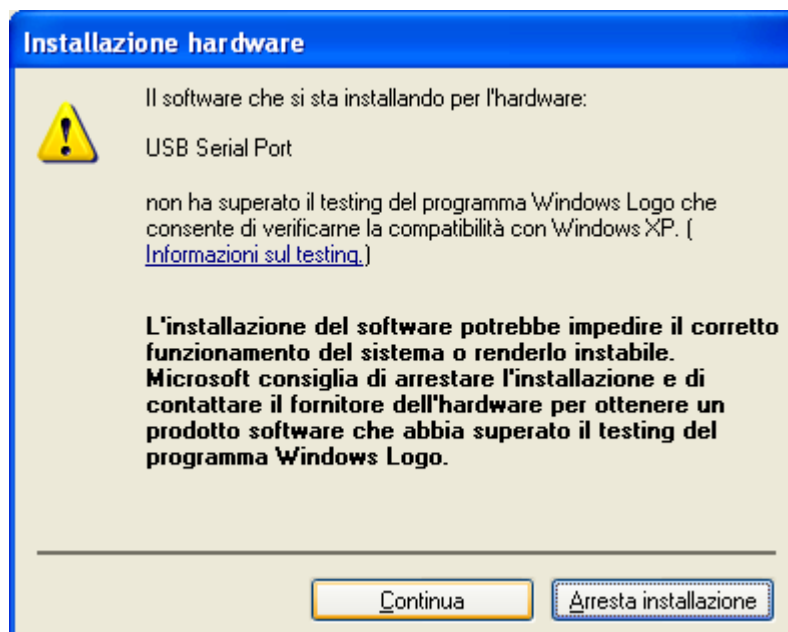 Installazione hardware
Il software che si sta installando per l'hardware:
USB Serial Port
non ha superato il testing del programma Windows Logo che
consente di verificarne la compatibilità con Windows XP. (
Informazioni sul testing.)
L'installazione del software potrebbe impedire il corretto
funzionamento del sistema o renderlo instabile.
Microsoft consiglia di arrestare l'installazione e di
contattare il fornitore dell'hardware per ottenere un
prodotto software che abbia superato il testing del
programma Windows Logo.
Continua
Arresta installazione